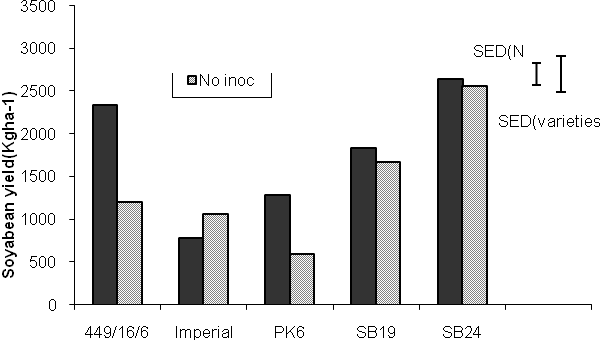 3500
3000
2500
2000
1500
1000
500
0
Soyabean yield(Kgha-1)
No inoc
SED(N
SED(varieties
449/16/6 Imperial PK6 SB19 SB24